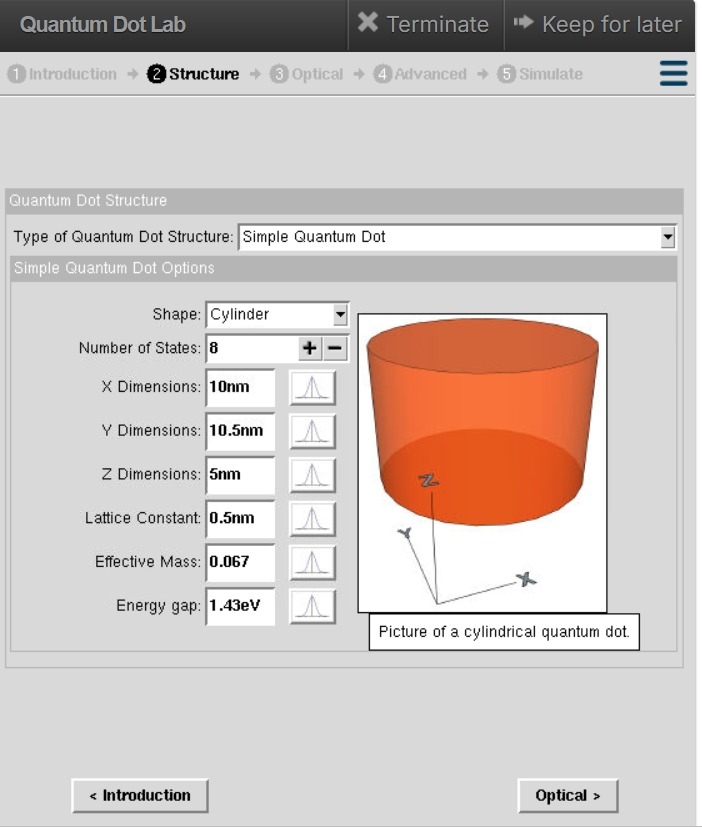 Quantum Dot Lab
Terminate
Keep for later
1 Introduction → 2 Structure → 3 Optical → 4 Advanced → 5 Simulate
Quantum Dot Structure
Type of Quantum Dot Structure: Simple Quantum Dot
Simple Quantum Dot Options
Shape: Cylinder
Number of States: 8 + −
X Dimensions: 10nm
Y Dimensions: 10.5nm
Z Dimensions: 5nm
Lattice Constant: 0.5nm
Effective Mass: 0.067
Energy gap: 1.43eV
Z
Y
X
Picture of a cylindrical quantum dot.
< Introduction
Optical >